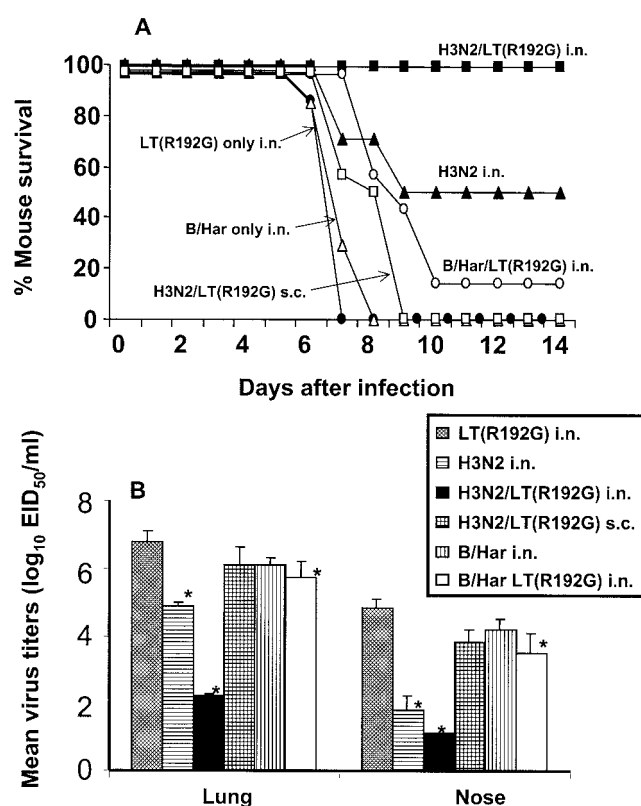 A
H3N2/LT(R192G) i.n.
100
80
60
40
20
0
% Mouse survival
LT(R192G) only i.n.
H3N2 i.n.
B/Har only i.n.
B/Har/LT(R192G) i.n.
H3N2/LT(R192G) s.c.
0 2 4 6 8 10 12 14
Days after infection
B
LT(R192G) i.n.
H3N2 i.n.
H3N2/LT(R192G) i.n.
H3N2/LT(R192G) s.c.
B/Har i.n.
B/Har LT(R192G) i.n.
Mean virus titers (log10 EID50/ml)
8
6
4
2
0
* * * * * *
Lung Nose